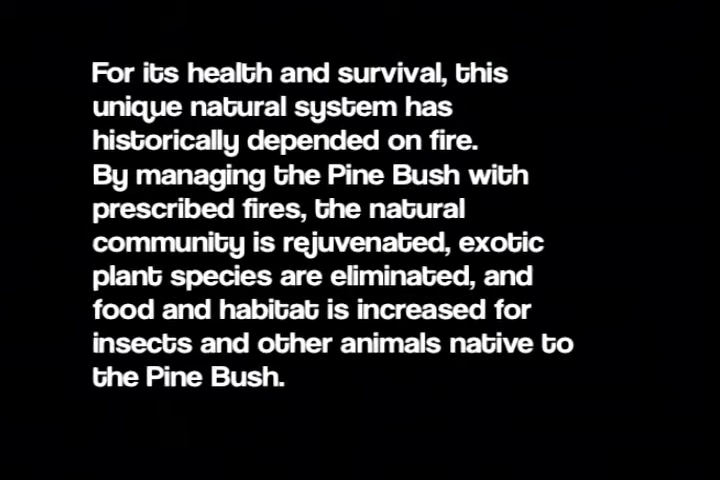 For its health and survival, this
unique natural system has
historically depended on fire.
By managing the Pine Bush with
prescribed fires, the natural
community is rejuvenated, exotic
plant species are eliminated, and
food and habitat is increased for
insects and other animals native to
the Pine Bush.